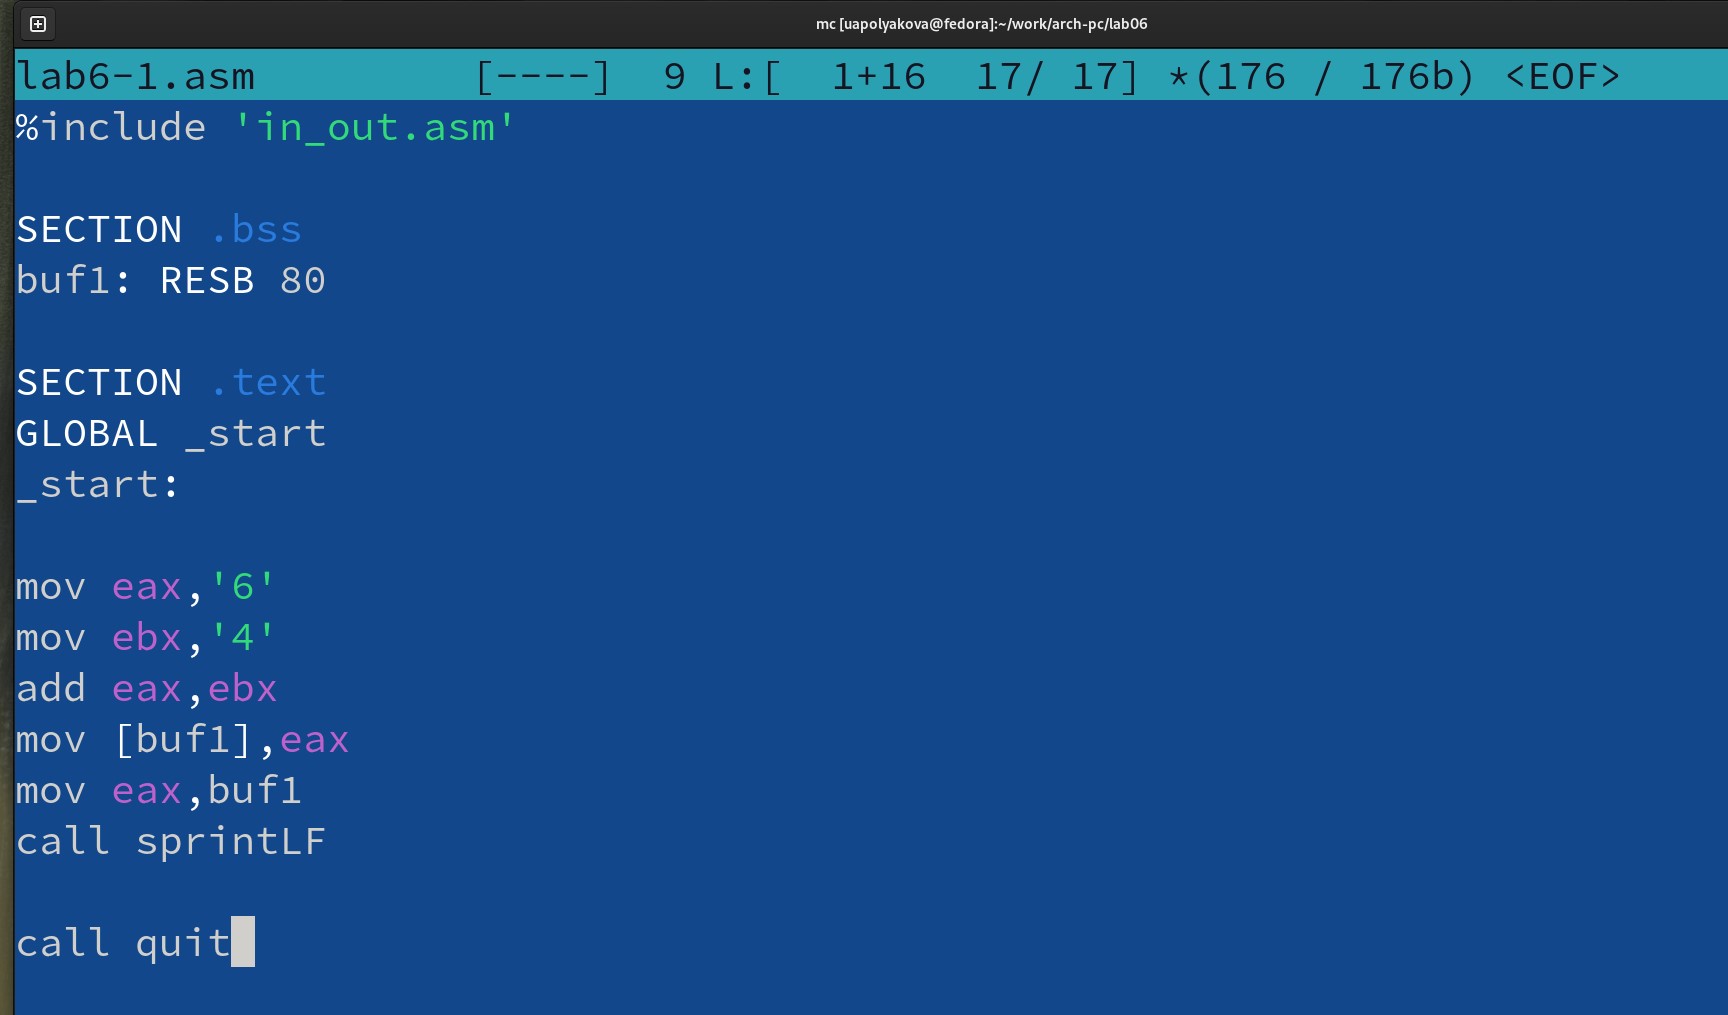 mc [uapolyakova@fedora]:~/work/arch-pc/lab06
lab6-1.asm [----] 9 L:[ 1+16 17/ 17] *(176 / 176b) <EOF>
%include 'in_out.asm'
SECTION .bss
buf1: RESB 80
SECTION .text
GLOBAL _start
_start:
mov eax,'6'
mov ebx,'4'
add eax,ebx
mov [buf1],eax
mov eax,buf1
call sprintLF
call quit